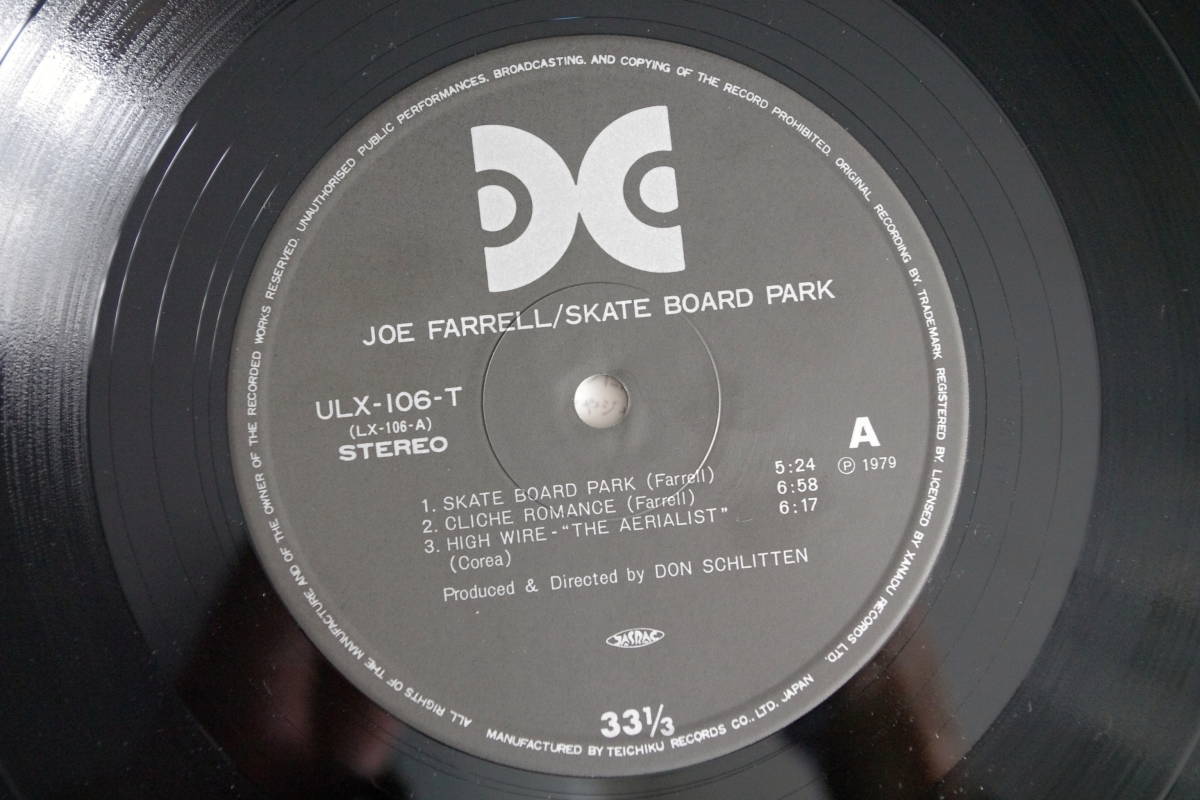 JOE FARRELL/SKATE BOARD PARK
ULX-106-T
(LX-106-A)
STEREO
A
Ⓟ 1979
1. SKATE BOARD PARK (Farrell) 5:24
2. CLICHE ROMANCE (Farrell) 6:58
3. HIGH WIRE-"THE AERIALIST" 6:17
(Corea)
Produced & Directed by DON SCHLITTEN
JASRAC
33⅓
ALL RIGHTS OF THE MANUFACTURE AND OF THE OWNER OF THE RECORDED WORKS RESERVED. UNAUTHORISED PUBLIC PERFORMANCES, BROADCASTING, AND COPYING OF THE RECORD PROHIBITED. ORIGINAL RECORDING BY, TRADEMARK REGISTERED BY, LICENSED BY XANADU RECORDS LTD.
MANUFACTURED BY TEICHIKU RECORDS CO., LTD. JAPAN